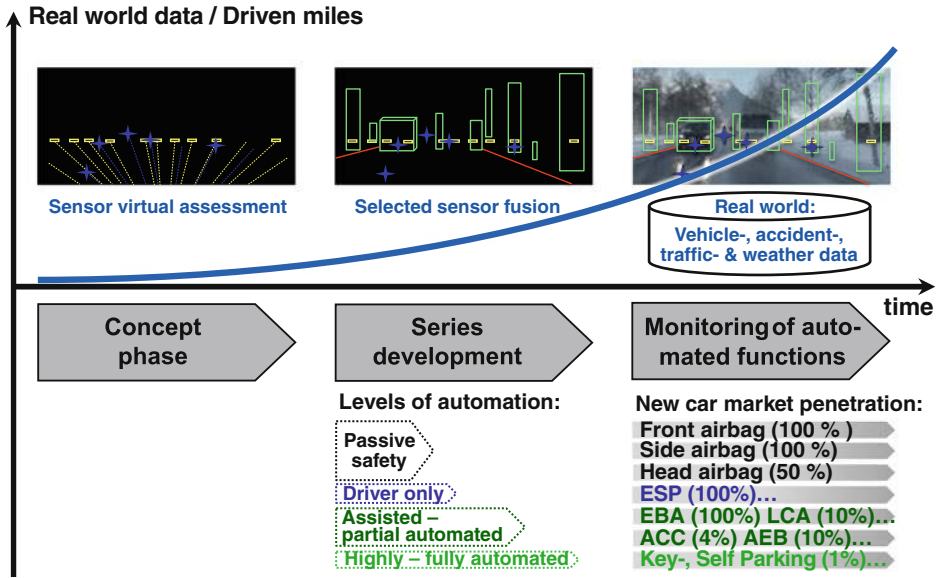 Real world data / Driven miles
Sensor virtual assessment
Selected sensor fusion
Real world:
Vehicle-, accident-,
traffic- & weather data
time
Concept
phase
Series
development
Monitoring of auto-
mated functions
Levels of automation:
Passive
safety
Driver only
Assisted –
partial automated
Highly – fully automated
New car market penetration:
Front airbag (100 % )
Side airbag (100 %)
Head airbag (50 %)
ESP (100%)…
EBA (100%) LCA (10%)…
ACC (4%) AEB (10%)…
Key-, Self Parking (1%)…